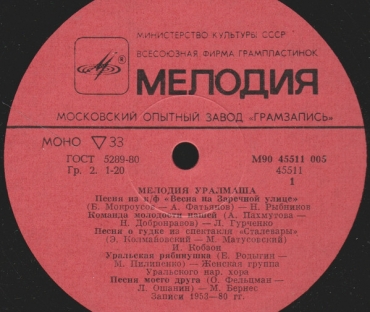 МИНИСТЕРСТВО КУЛЬТУРЫ СССР
ВСЕСОЮЗНАЯ ФИРМА ГРАМПЛАСТИНОК
МЕЛОДИЯ
МОСКОВСКИЙ ОПЫТНЫЙ ЗАВОД «ГРАМЗАПИСЬ»
МОНО 33
ГОСТ 5289-80 М90 45511 005
Гр. 2. 1-20 45511
1
МЕЛОДИЯ УРАЛМАША
Песня из к/ф «Весна на Заречной улице»
(Б. Мокроусов — А. Фатьянов) — Н. Рыбников
Команда молодости нашей (А. Пахмутова —
Н. Добронравов) — Л. Гурченко
Песня о гудке из спектакля «Сталевары»
(Э. Колмановский — М. Матусовский)
И. Кобзон
Уральская рябинушка (Е. Родыгин —
М. Пилипенко) — Женская группа
Уральского нар. хора
Песня моего друга (О. Фельцман —
Л. Ошанин) — М. Бернес
Записи 1953—80 гг.